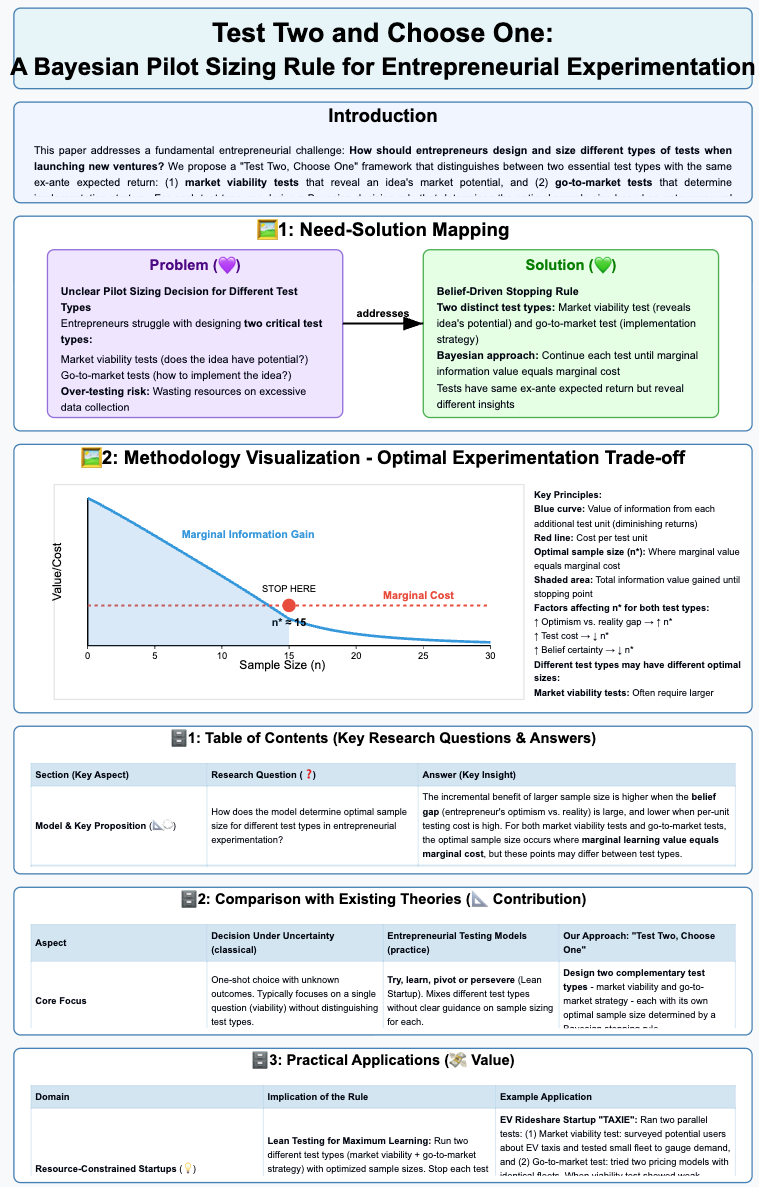 Test Two and Choose One:
A Bayesian Pilot Sizing Rule for Entrepreneurial Experimentation
Introduction
This paper addresses a fundamental entrepreneurial challenge: How should entrepreneurs design and size different types of tests when
launching new ventures? We propose a "Test Two, Choose One" framework that distinguishes between two essential test types with the same
ex-ante expected return: (1) market viability tests that reveal an idea's market potential, and (2) go-to-market tests that determine
🖼️1: Need-Solution Mapping
Problem (💜)
Unclear Pilot Sizing Decision for Different Test
Types
Entrepreneurs struggle with designing two critical test
types:
Market viability tests (does the idea have potential?)
Go-to-market tests (how to implement the idea?)
Over-testing risk: Wasting resources on excessive
data collection
addresses
Solution (💚)
Belief-Driven Stopping Rule
Two distinct test types: Market viability test (reveals
idea's potential) and go-to-market test (implementation
strategy)
Bayesian approach: Continue each test until marginal
information value equals marginal cost
Tests have same ex-ante expected return but reveal
different insights
🖼️2: Methodology Visualization - Optimal Experimentation Trade-off
Value/Cost
Marginal Information Gain
STOP HERE
Marginal Cost
n* ≈ 15
0 5 10 15 20 25 30
Sample Size (n)
Key Principles:
Blue curve: Value of information from each
additional test unit (diminishing returns)
Red line: Cost per test unit
Optimal sample size (n*): Where marginal value
equals marginal cost
Shaded area: Total information value gained until
stopping point
Factors affecting n* for both test types:
↑ Optimism vs. reality gap → ↑ n*
↑ Test cost → ↓ n*
↑ Belief certainty → ↓ n*
Different test types may have different optimal
sizes:
Market viability tests: Often require larger
🗄️1: Table of Contents (Key Research Questions & Answers)
Section (Key Aspect) Research Question (❓) Answer (Key Insight)
Model & Key Proposition (📐💭)
How does the model determine optimal sample
size for different test types in entrepreneurial
experimentation?
The incremental benefit of larger sample size is higher when the belief
gap (entrepreneur's optimism vs. reality) is large, and lower when per-unit
testing cost is high. For both market viability tests and go-to-market tests,
the optimal sample size occurs where marginal learning value equals
marginal cost, but these points may differ between test types.
🗄️2: Comparison with Existing Theories (📐 Contribution)
Aspect
Decision Under Uncertainty
(classical)
Entrepreneurial Testing Models
(practice)
Our Approach: "Test Two, Choose
One"
Core Focus
One-shot choice with unknown
outcomes. Typically focuses on a single
question (viability) without distinguishing
test types.
Try, learn, pivot or persevere (Lean
Startup). Mixes different test types
without clear guidance on sample sizing
for each.
Design two complementary test
types - market viability and go-to-
market strategy - each with its own
optimal sample size determined by a
Bayesian stopping rule.
🗄️3: Practical Applications (💸 Value)
Domain Implication of the Rule Example Application
Resource-Constrained Startups (💡)
Lean Testing for Maximum Learning: Run two
different test types (market viability + go-to-market
strategy) with optimized sample sizes. Stop each test
EV Rideshare Startup "TAXIE": Ran two parallel
tests: (1) Market viability test: surveyed potential users
about EV taxis and tested small fleet to gauge demand,
and (2) Go-to-market test: tried two pricing models with
identical fleets. When viability test showed weak